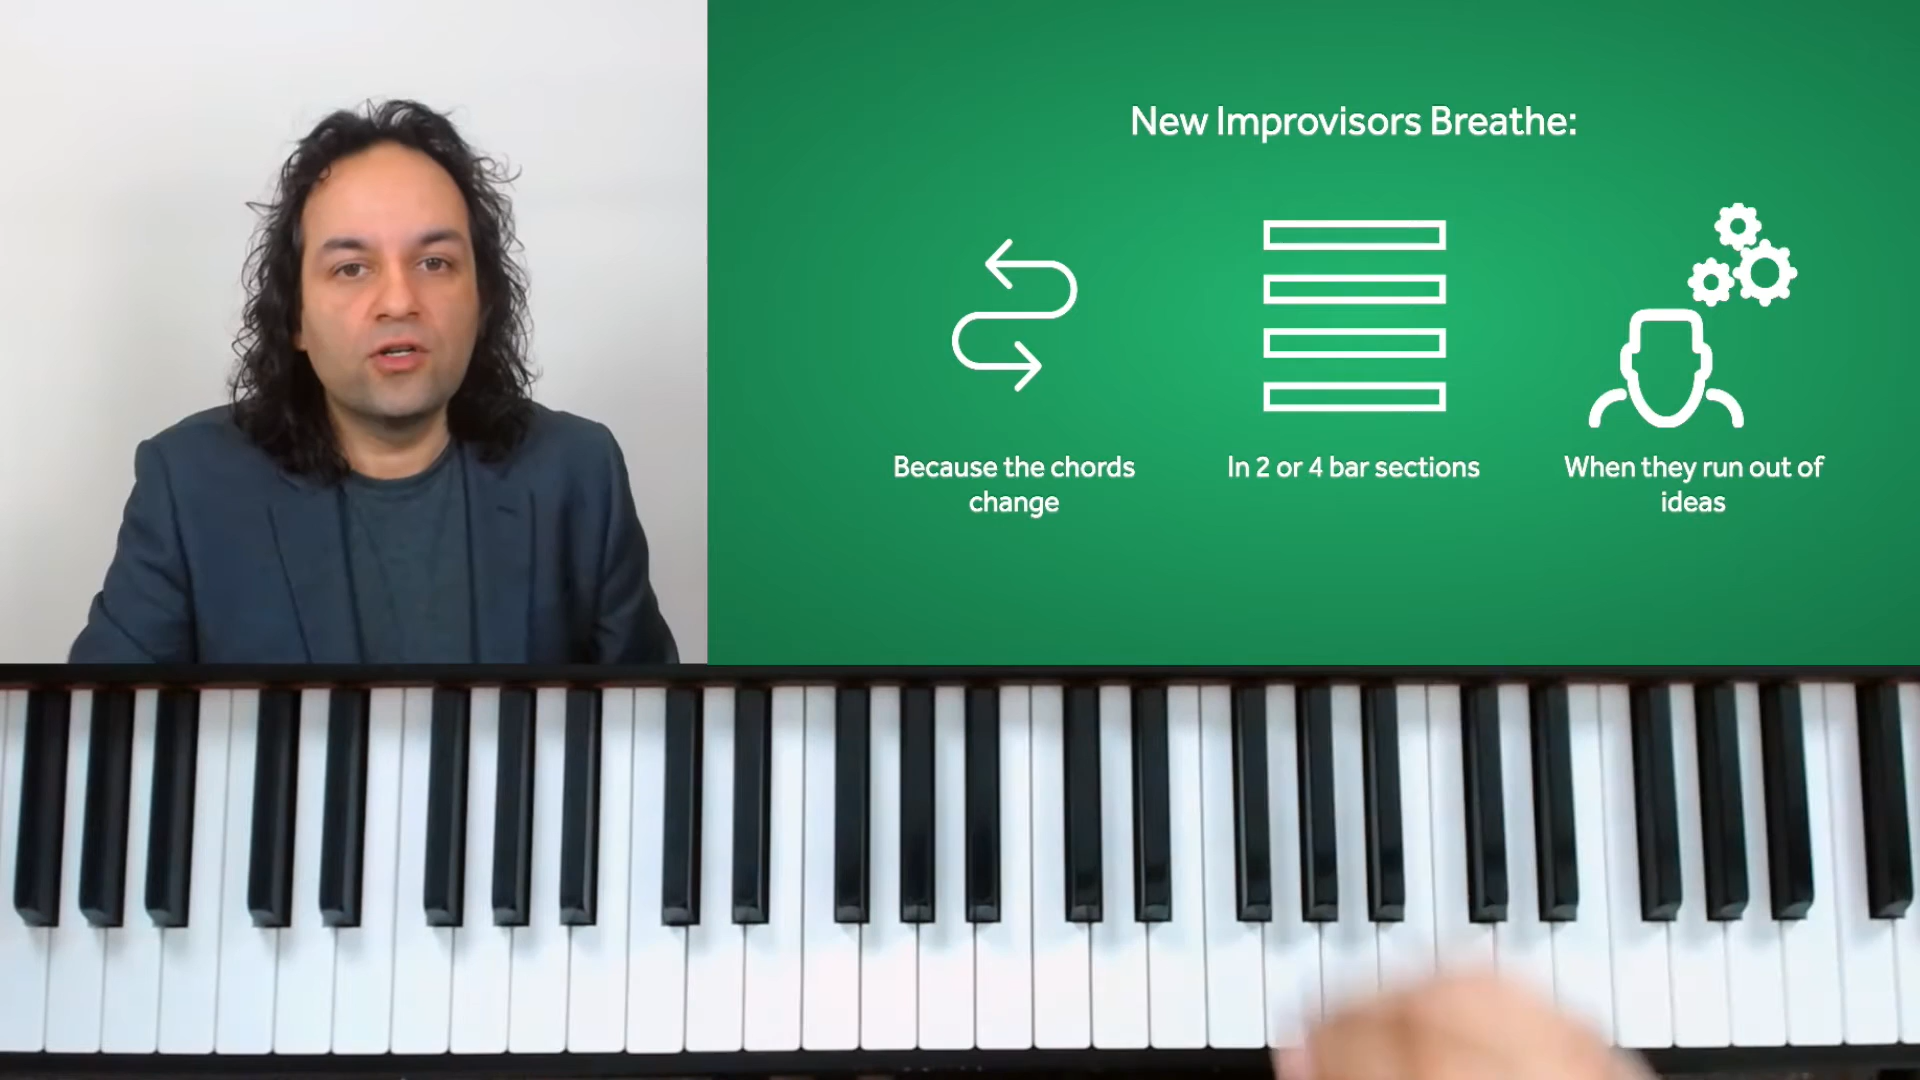 New Improvisors Breathe:
Because the chords
change
In 2 or 4 bar sections
When they run out of
ideas